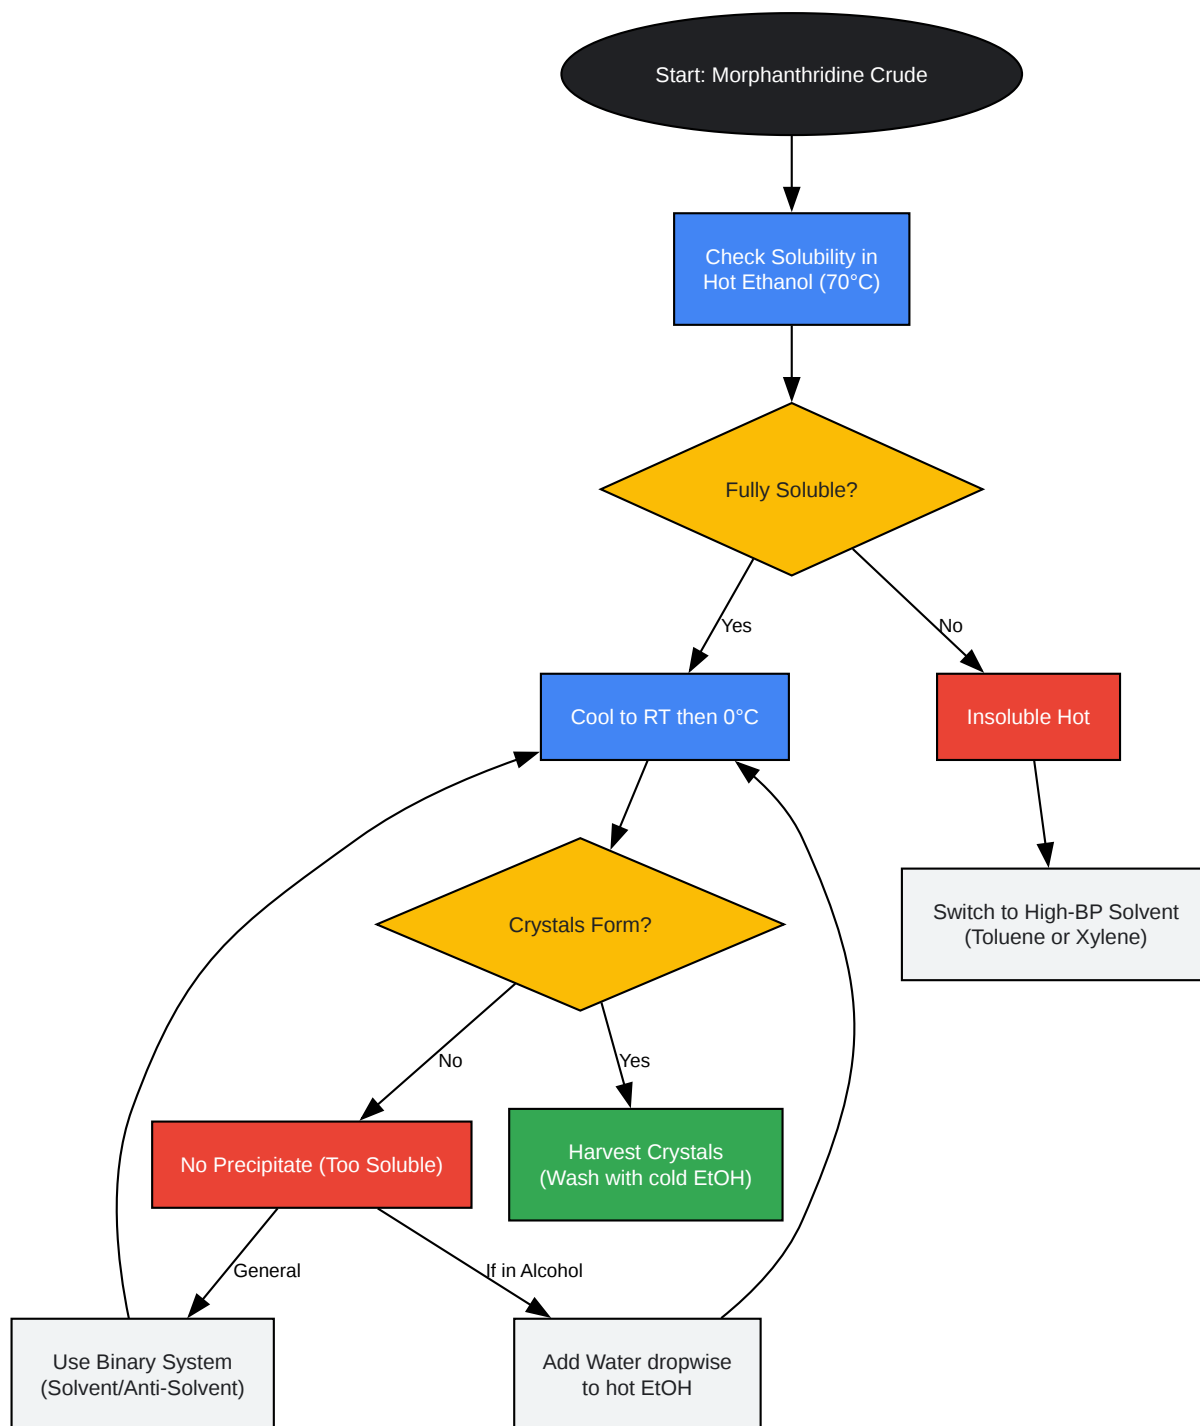 Start: Morphanthridine Crude
Check Solubility in
Hot Ethanol (70°C)
Fully Soluble?
Yes
No
Cool to RT then 0°C
Insoluble Hot
Switch to High-BP Solvent
(Toluene or Xylene)
Crystals Form?
No
Yes
No Precipitate (Too Soluble)
Harvest Crystals
(Wash with cold EtOH)
General
If in Alcohol
Use Binary System
(Solvent/Anti-Solvent)
Add Water dropwise
to hot EtOH